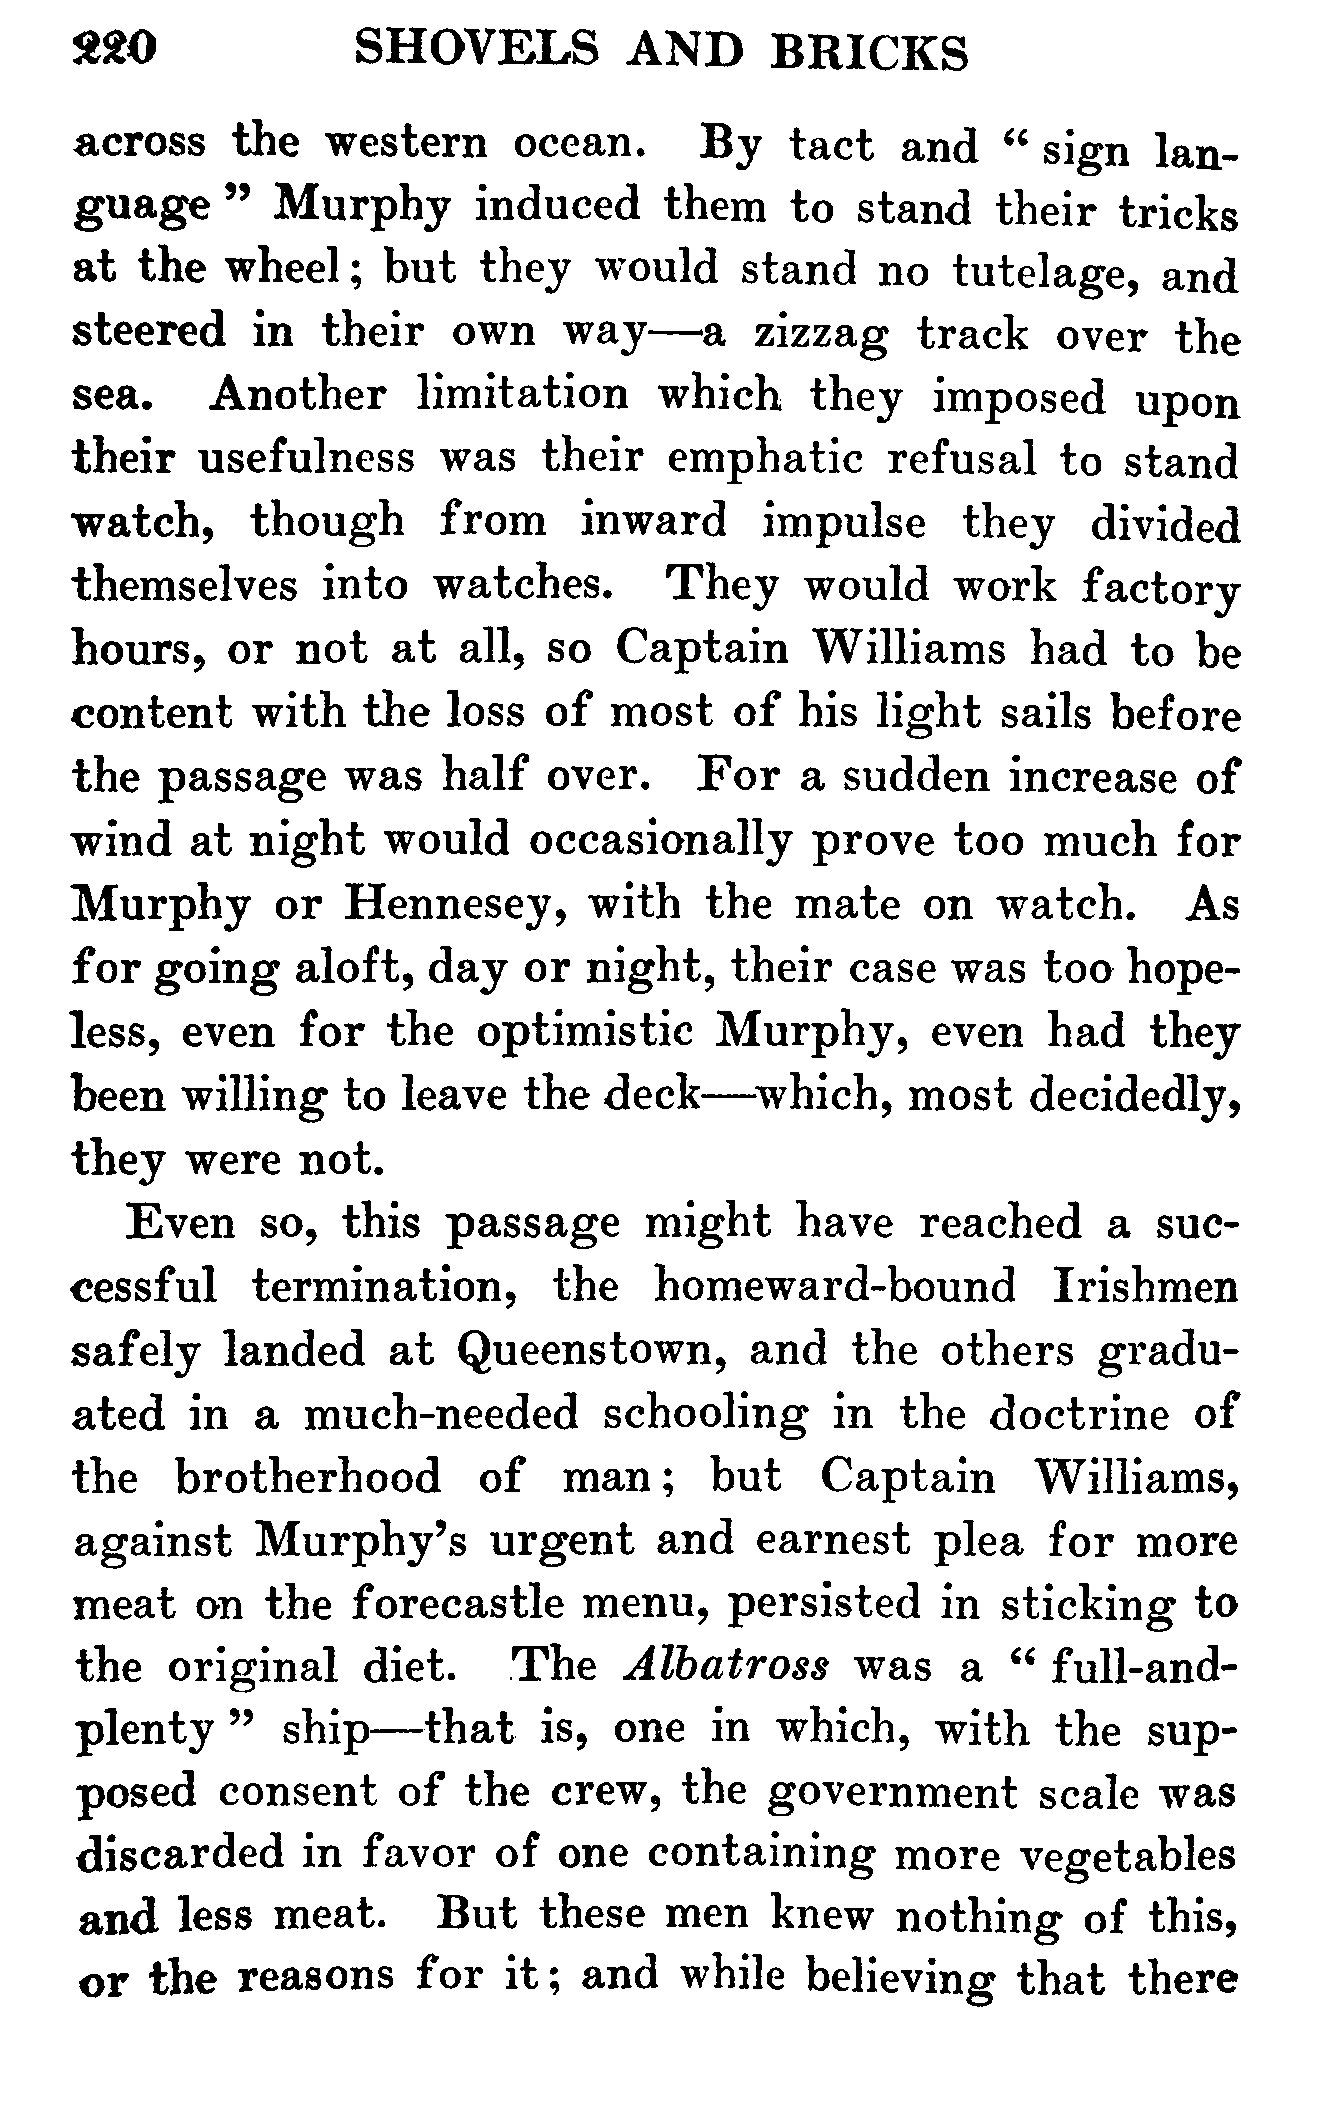 220 SHOVELS AND BRICKS
across the western ocean. By tact and “ sign lan-
guage ” Murphy induced them to stand their tricks
at the wheel; but they would stand no tutelage, and
steered in their own way—a zizzag track over the
sea. Another limitation which they imposed upon
their usefulness was their emphatic refusal to stand
watch, though from inward impulse they divided
themselves into watches. They would work factory
hours, or not at all, so Captain Williams had to be
content with the loss of most of his light sails before
the passage was half over. For a sudden increase of
wind at night would occasionally prove too much for
Murphy or Hennesey, with the mate on watch. As
for going aloft, day or night, their case was too hope-
less, even for the optimistic Murphy, even had they
been willing to leave the deck—which, most decidedly,
they were not.
Even so, this passage might have reached a suc-
cessful termination, the homeward-bound Irishmen
safely landed at Queenstown, and the others gradu-
ated in a much-needed schooling in the doctrine of
the brotherhood of man; but Captain Williams,
against Murphy’s urgent and earnest plea for more
meat on the forecastle menu, persisted in sticking to
the original diet. The Albatross was a “ full-and-
plenty ” ship—that is, one in which, with the sup-
posed consent of the crew, the government scale was
discarded in favor of one containing more vegetables
and less meat. But these men knew nothing of this,
or the reasons for it; and while believing that there